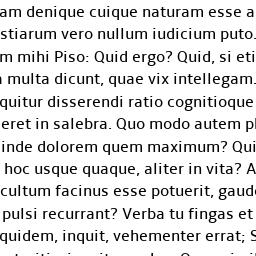 am denique cuique naturam esse a
stiarum vero nullum iudicium puto.
m mihi Piso: Quid ergo? Quid, si eti
multa dicunt, quae vix intellegam.
quitur disserendi ratio cognitioque
eret in salebra. Quo modo autem pl
inde dolorem quem maximum? Qui
hoc usque quaque, aliter in vita? A
cultum facinus esse potuerit, gaude
pulsi recurrant? Verba tu fingas et
quidem, inquit, vehementer errat; S